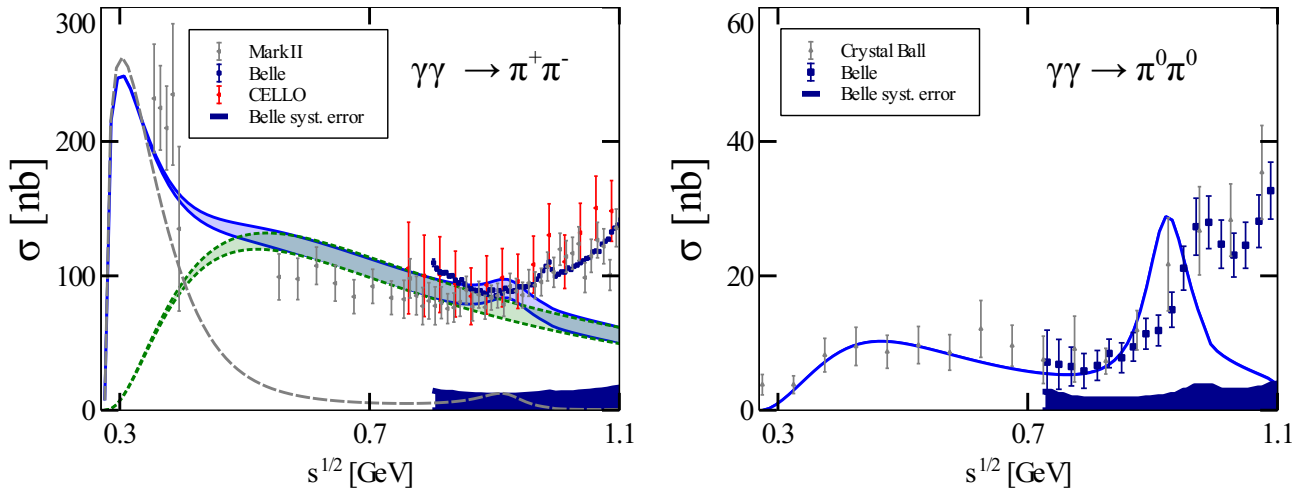 300
200
100
0
σ [nb]
MarkII
Belle
CELLO
Belle syst. error
γγ → π⁺π⁻
0.3
0.7
1.1
s^{1/2} [GeV]
60
40
20
0
σ [nb]
Crystal Ball
Belle
Belle syst. error
γγ → π⁰π⁰
0.3
0.7
1.1
s^{1/2} [GeV]